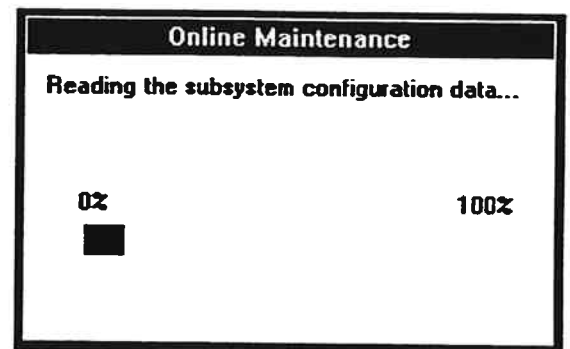 Online Maintenance
Reading the subsystem configuration data...
0% 100%